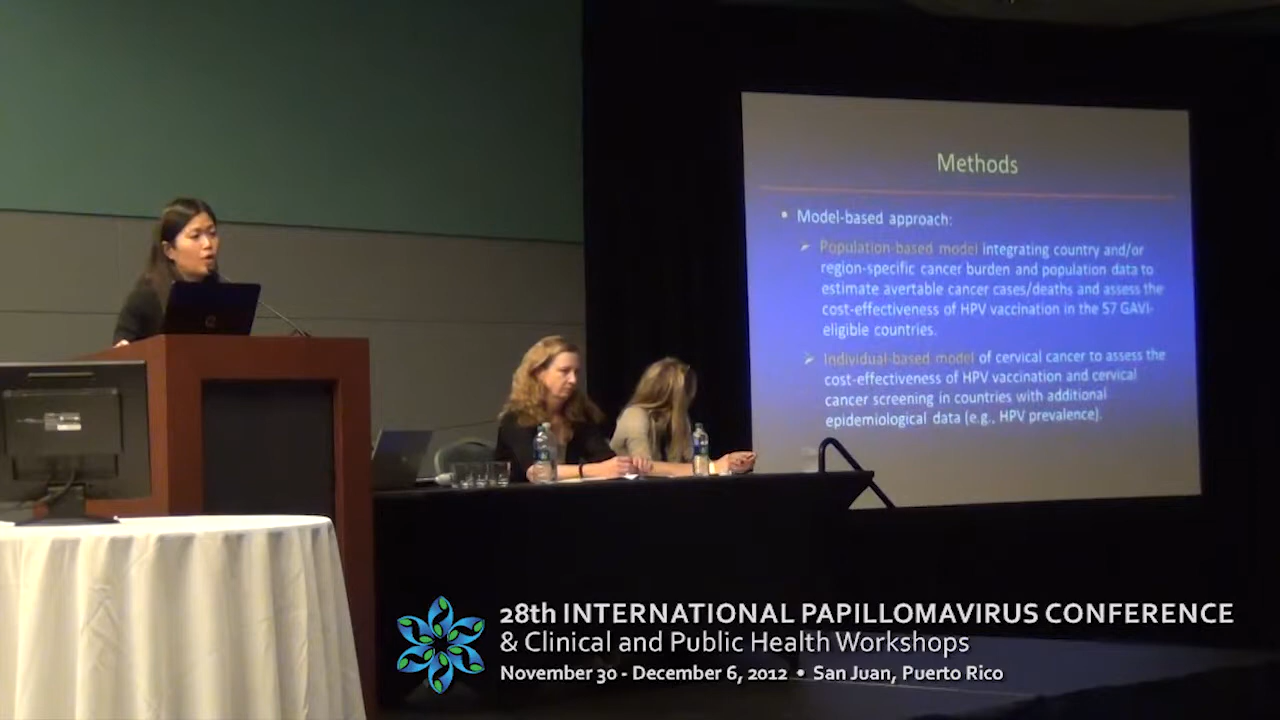 Methods
• Model-based approach:
➢ Population-based model integrating country and/or
region-specific cancer burden and population data to
estimate avertable cancer cases/deaths and assess the
cost-effectiveness of HPV vaccination in the 57 GAVI-
eligible countries.
➢ Individual-based model of cervical cancer to assess the
cost-effectiveness of HPV vaccination and cervical
cancer screening in countries with additional
epidemiological data (e.g., HPV prevalence).
28th INTERNATIONAL PAPILLOMAVIRUS CONFERENCE
& Clinical and Public Health Workshops
November 30 - December 6, 2012 • San Juan, Puerto Rico